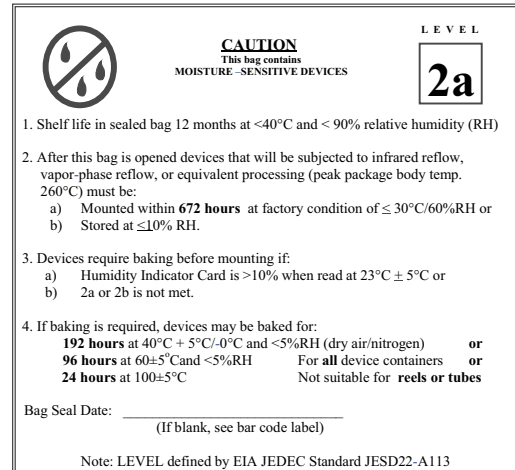 LEVEL
CAUTION
This bag contains
MOISTURE –SENSITIVE DEVICES
2a
1. Shelf life in sealed bag 12 months at <40°C and < 90% relative humidity (RH)
2. After this bag is opened devices that will be subjected to infrared reflow,
vapor-phase reflow, or equivalent processing (peak package body temp.
260°C) must be:
a) Mounted within 672 hours at factory condition of ≤ 30°C/60%RH or
b) Stored at ≤10% RH.
3. Devices require baking before mounting if:
a) Humidity Indicator Card is >10% when read at 23°C ± 5°C or
b) 2a or 2b is not met.
4. If baking is required, devices may be baked for:
192 hours at 40°C + 5°C/-0°C and <5%RH (dry air/nitrogen) or
96 hours at 60±5°Cand <5%RH For all device containers or
24 hours at 100±5°C Not suitable for reels or tubes
Bag Seal Date: ______________________________
(If blank, see bar code label)
Note: LEVEL defined by EIA JEDEC Standard JESD22-A113